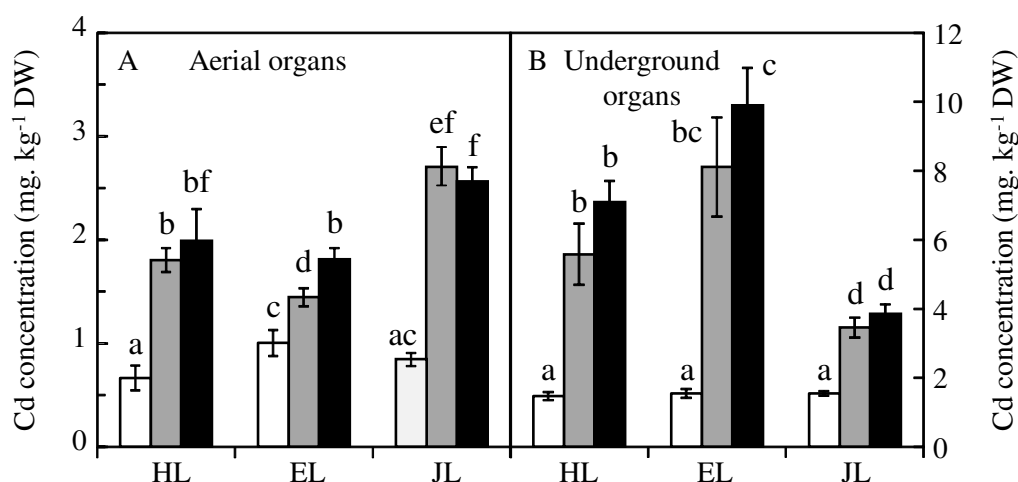 Cd concentration (mg. kg⁻¹ DW)
4
3
2
1
0
A Aerial organs
a
b
bf
c
d
b
ac
ef
f
HL EL JL
B Underground
organs
a
b
b
a
bc
c
a
d
d
HL EL JL
12
10
8
6
4
2
0
Cd concentration (mg. kg⁻¹ DW)